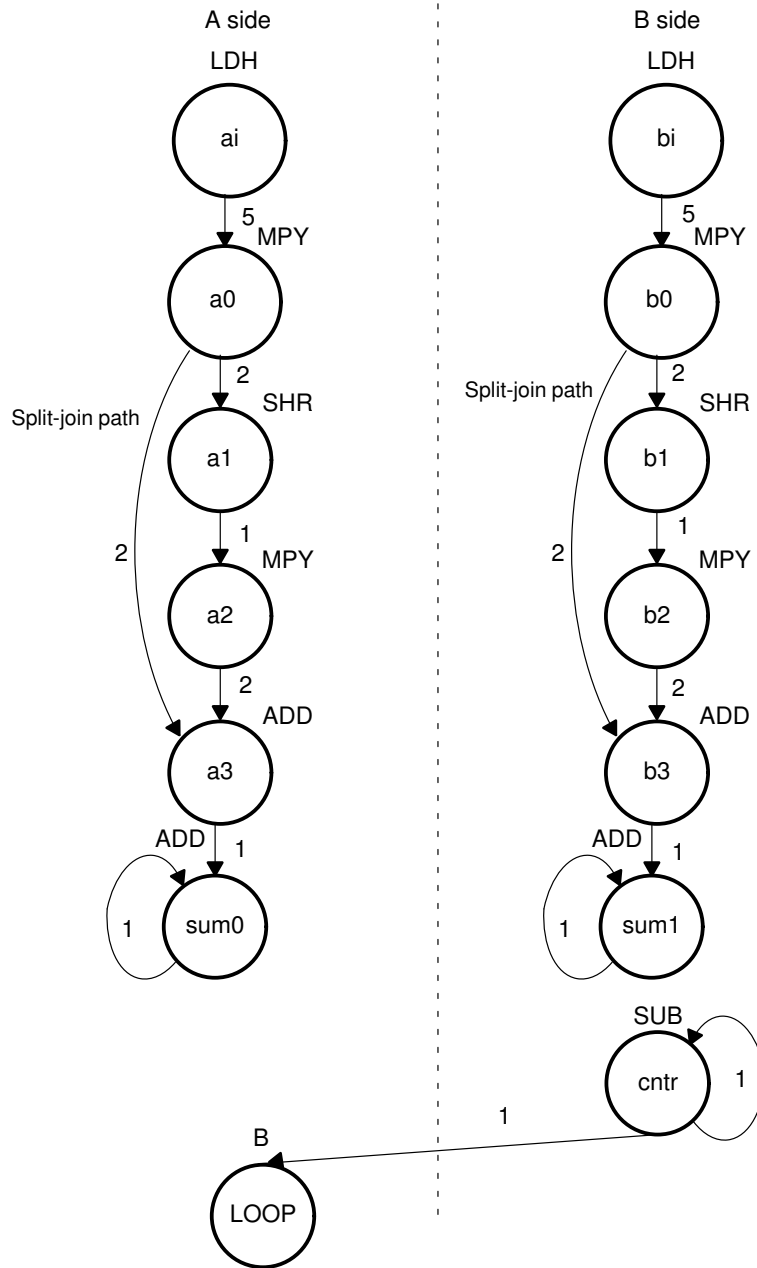 A side
B side
LDH
LDH
ai
bi
5
5
MPY
MPY
a0
b0
2
2
SHR
SHR
Split-join path
Split-join path
a1
b1
1
1
2
2
MPY
MPY
a2
b2
2
2
ADD
ADD
a3
b3
ADD
1
ADD
1
1
sum0
1
sum1
SUB
cntr
1
1
B
LOOP